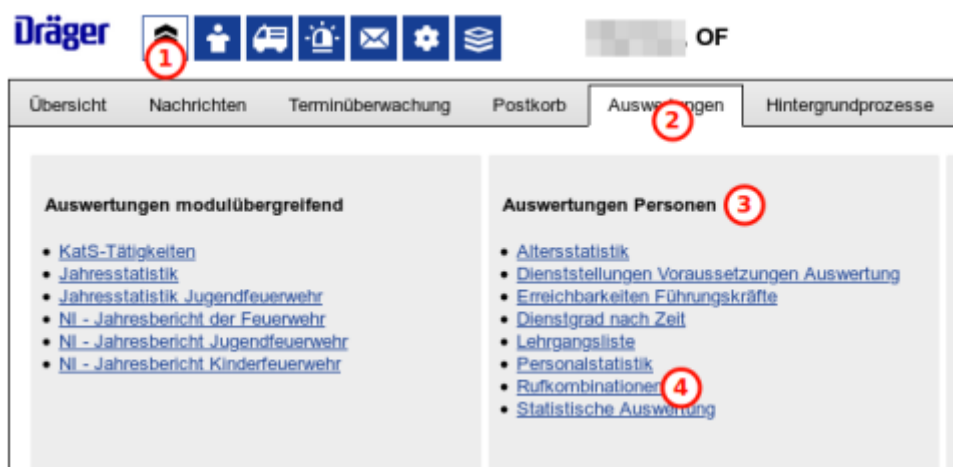 Dräger
OF
1
Übersicht Nachrichten Terminüberwachung Postkorb Auswertungen Hintergrundprozesse
2
Auswertungen modulübergreifend
KatS-Tätigkeiten
Jahresstatistik
Jahresstatistik Jugendfeuerwehr
NI - Jahresbericht der Feuerwehr
NI - Jahresbericht Jugendfeuerwehr
NI - Jahresbericht Kinderfeuerwehr
Auswertungen Personen 3
Altersstatistik
Dienststellungen Voraussetzungen Auswertung
Erreichbarkeiten Führungskräfte
Dienstgrad nach Zeit
Lehrgangsliste
Personalstatistik
Rufkombinationen 4
Statistische Auswertung